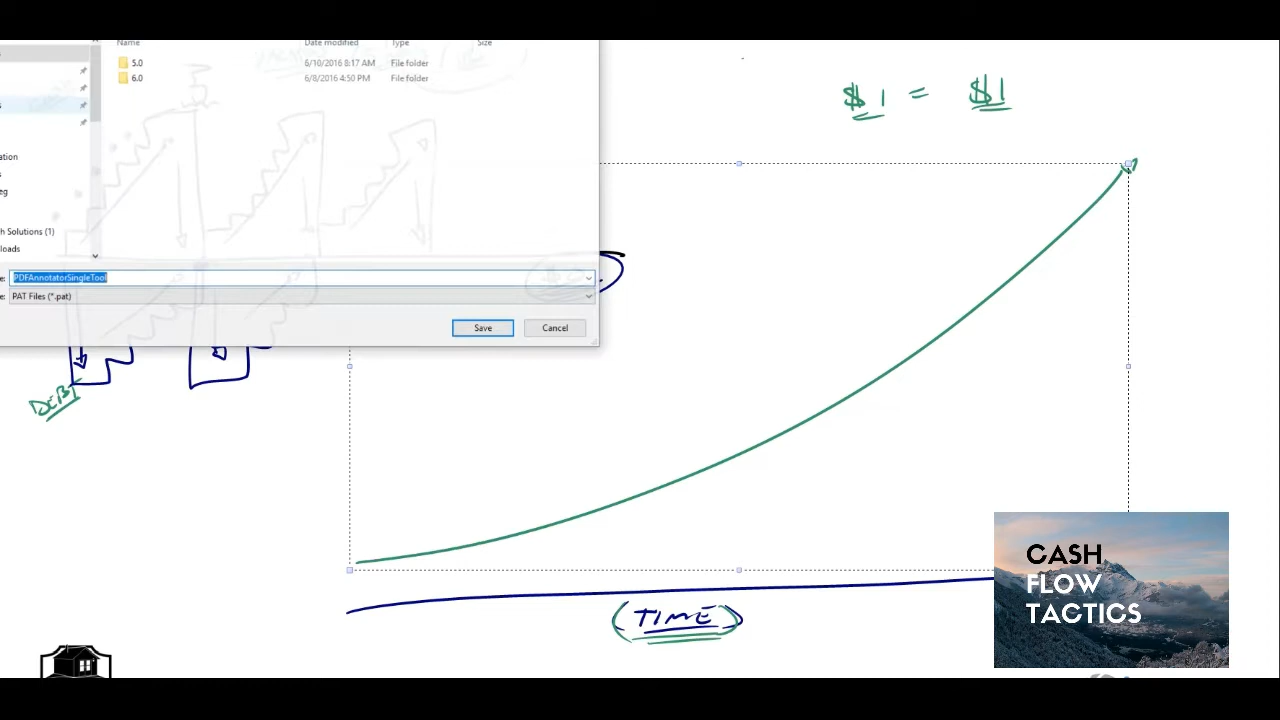 Name Date modified Type Size
5.0 6/10/2016 8:17 AM File folder
6.0 6/8/2016 4:50 PM File folder
$1 = $1
ation
s
eg
h Solutions (1)
loads
e: PDFAnnotatorSingleTool
e: PAT Files (*.pat)
Save Cancel
DEBT
CASH
FLOW
TACTICS
(TIME)